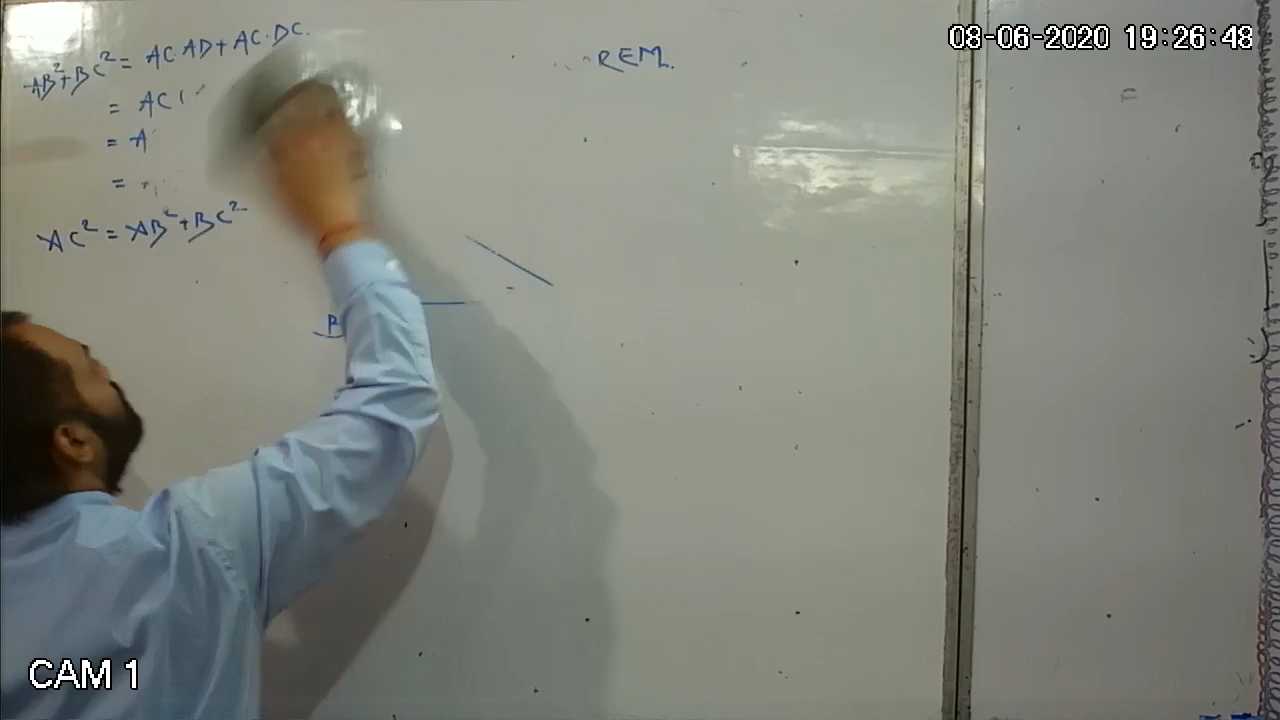 AB²+BC² = AC·AD+AC·DC.
= AC(
= A
=
AC² = AB²+BC²
B
REM.
08-06-2020 19:26:48
CAM 1